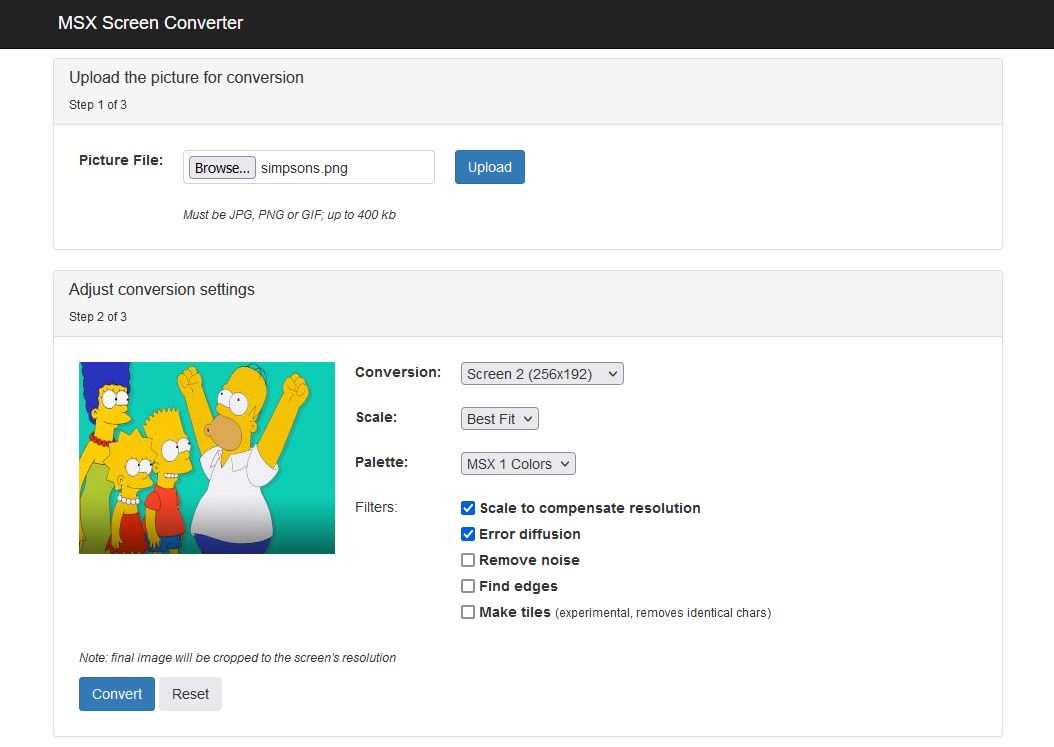 MSX Screen Converter
Upload the picture for conversion
Step 1 of 3
Picture File: Browse... simpsons.png Upload
Must be JPG, PNG or GIF; up to 400 kb
Adjust conversion settings
Step 2 of 3
Conversion: Screen 2 (256x192)
Scale: Best Fit
Palette: MSX 1 Colors
Filters: Scale to compensate resolution
Error diffusion
Remove noise
Find edges
Make tiles (experimental, removes identical chars)
Note: final image will be cropped to the screen's resolution
Convert Reset